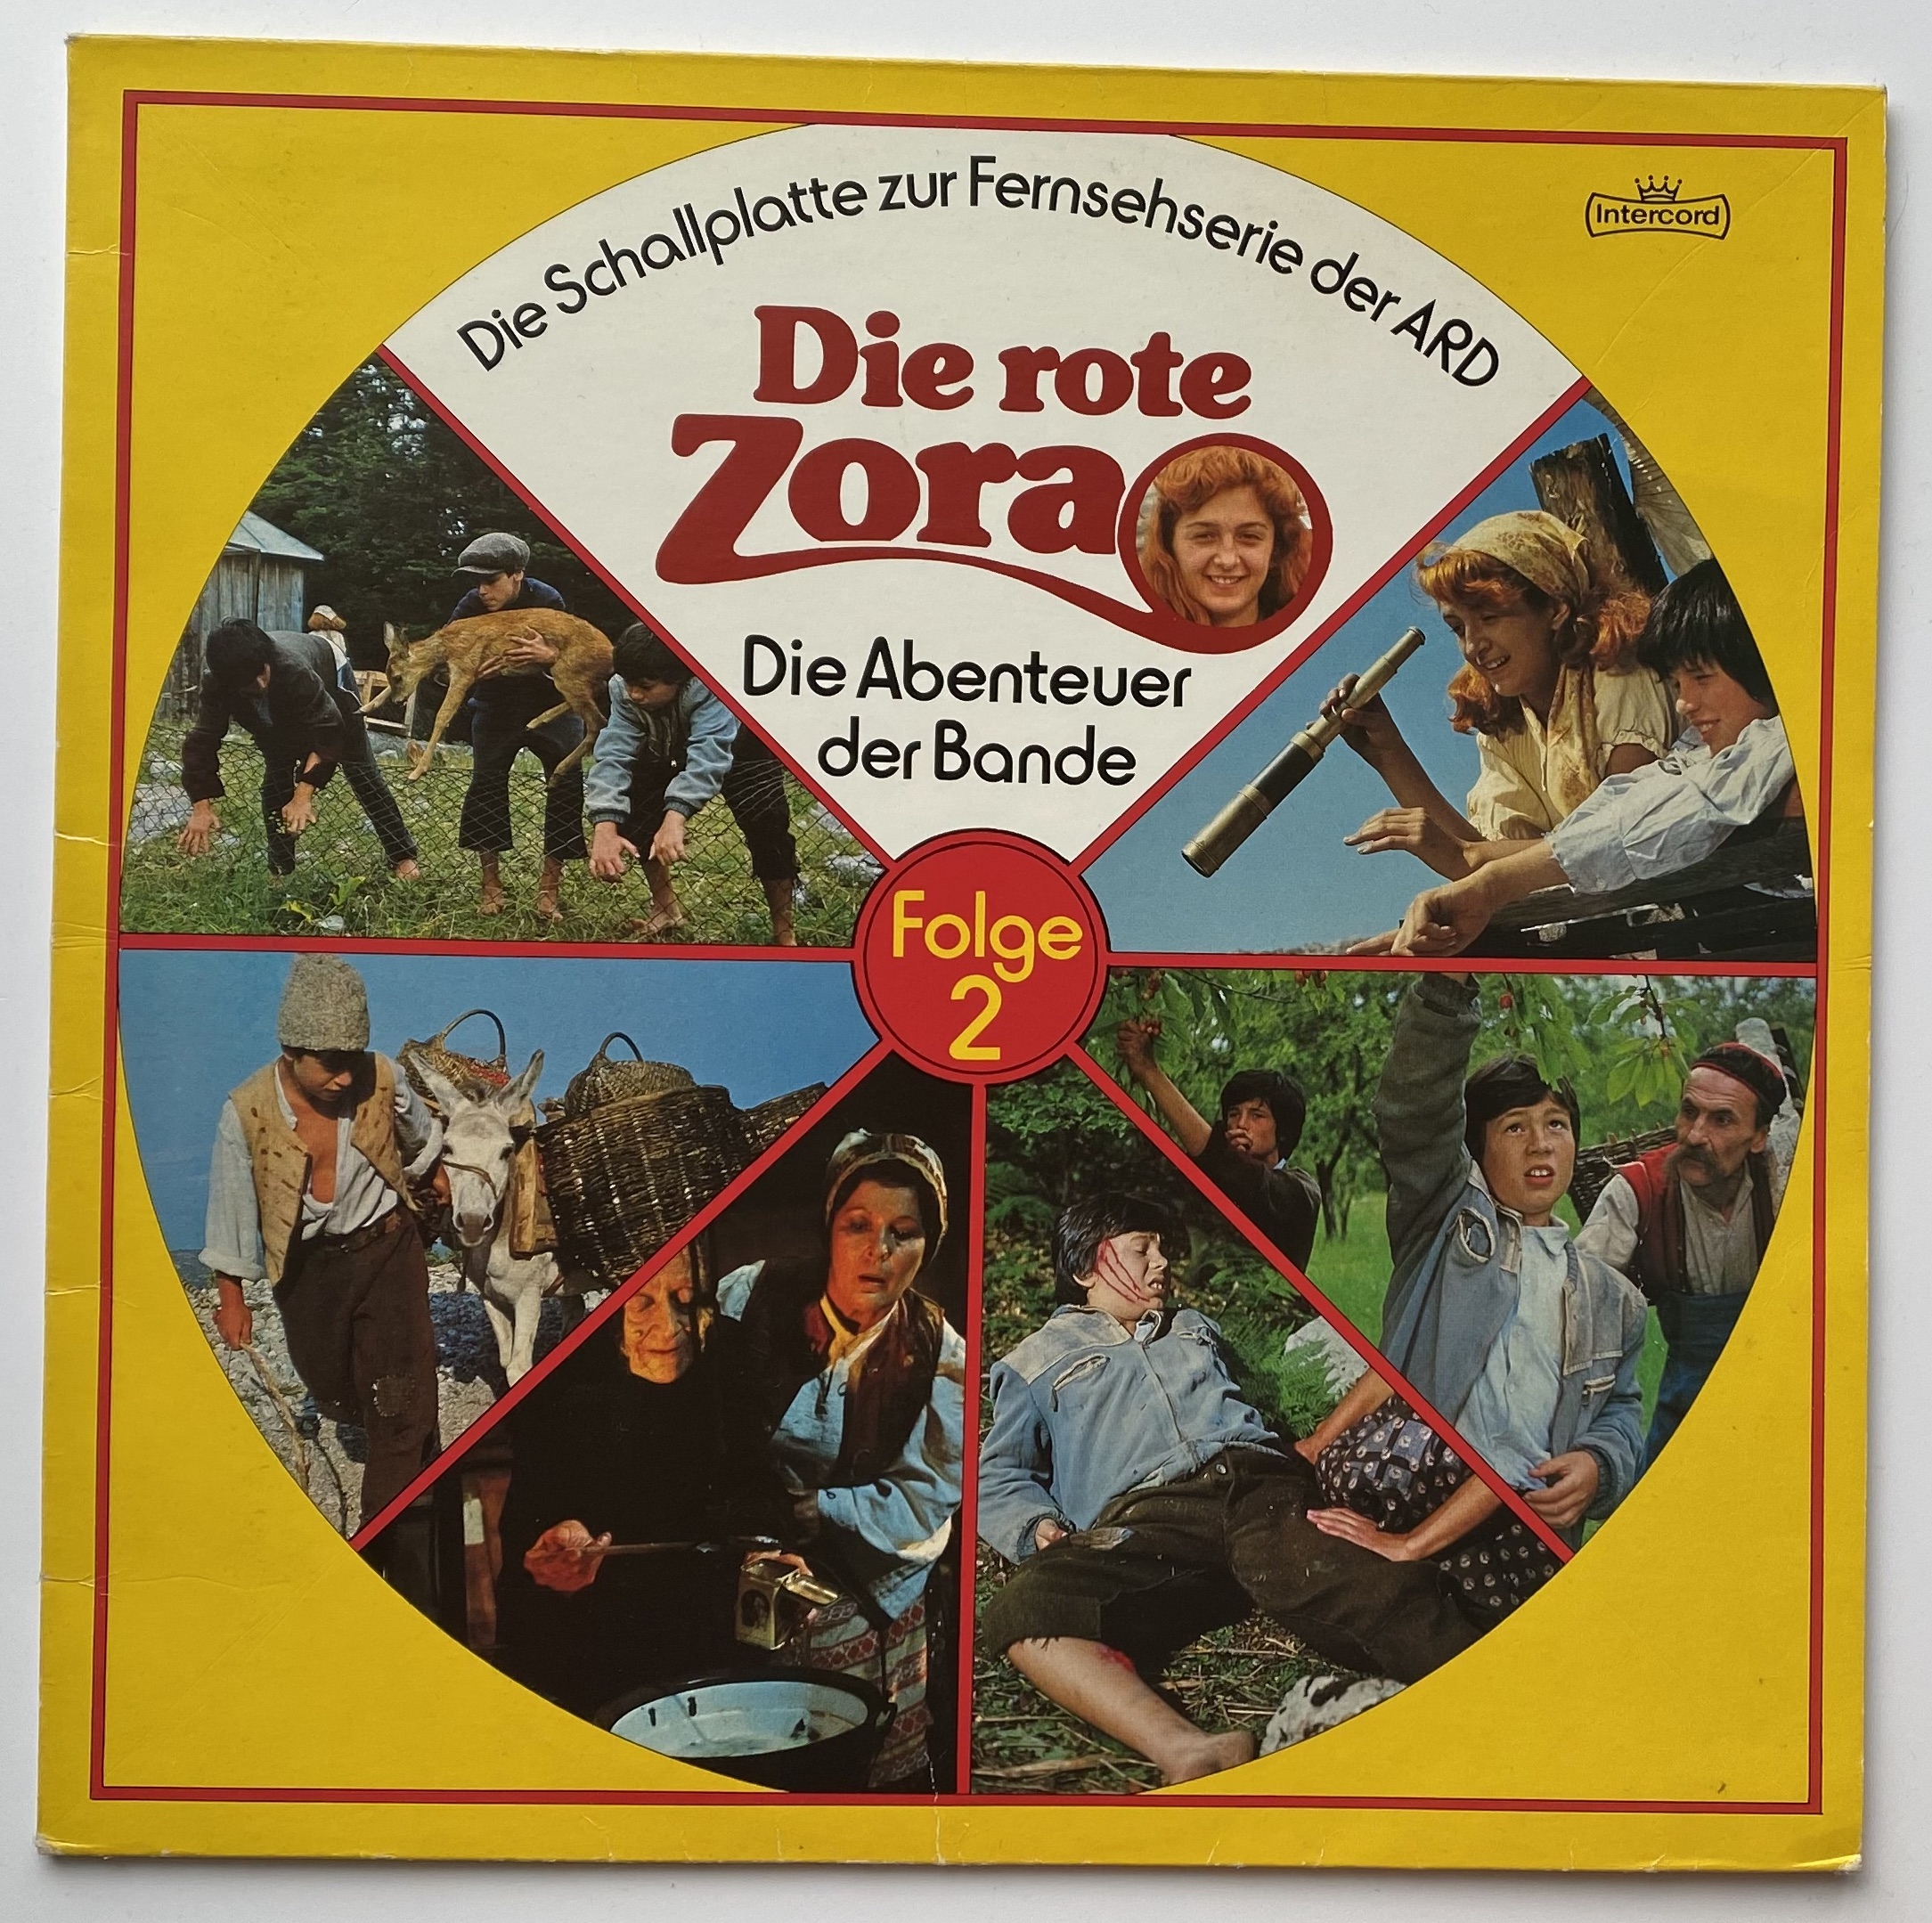 Die Schallplatte zur Fernsehserie der ARD
Intercord
Die rote
Zora
Die Abenteuer
der Bande
Folge
2